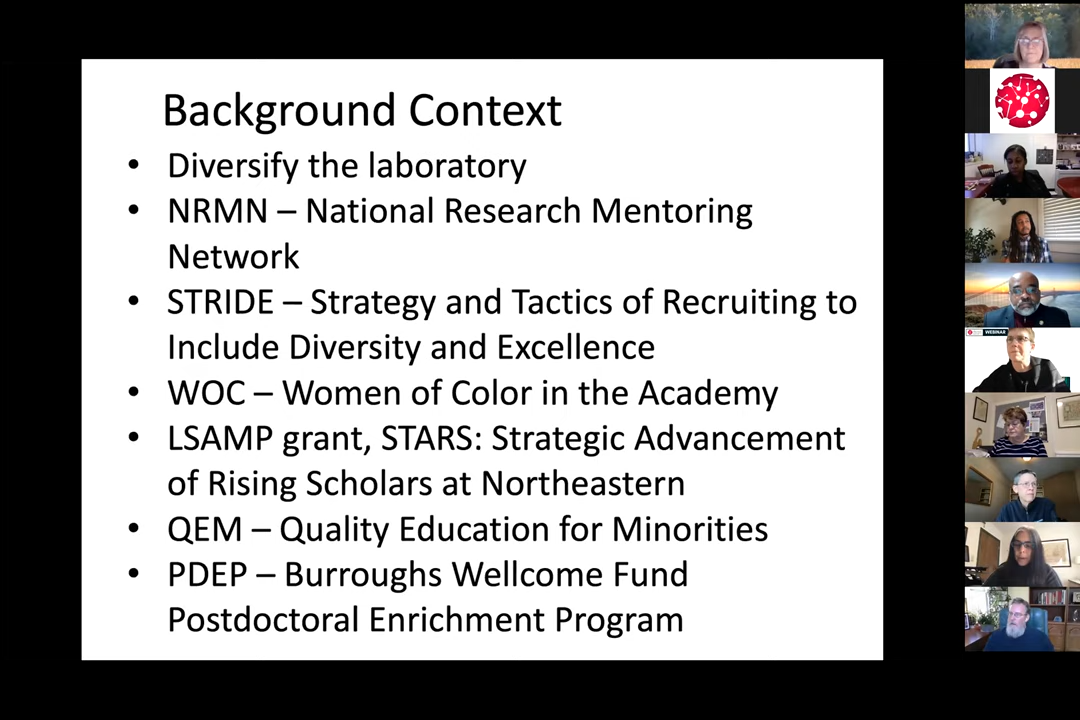 Background Context
• Diversify the laboratory
• NRMN – National Research Mentoring
Network
• STRIDE – Strategy and Tactics of Recruiting to
Include Diversity and Excellence
• WOC – Women of Color in the Academy
• LSAMP grant, STARS: Strategic Advancement
of Rising Scholars at Northeastern
• QEM – Quality Education for Minorities
• PDEP – Burroughs Wellcome Fund
Postdoctoral Enrichment Program
WEBINAR